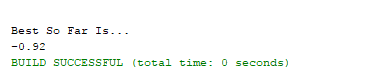 Best So Far Is...
-0.92
BUILD SUCCESSFUL (total time: 0 seconds)